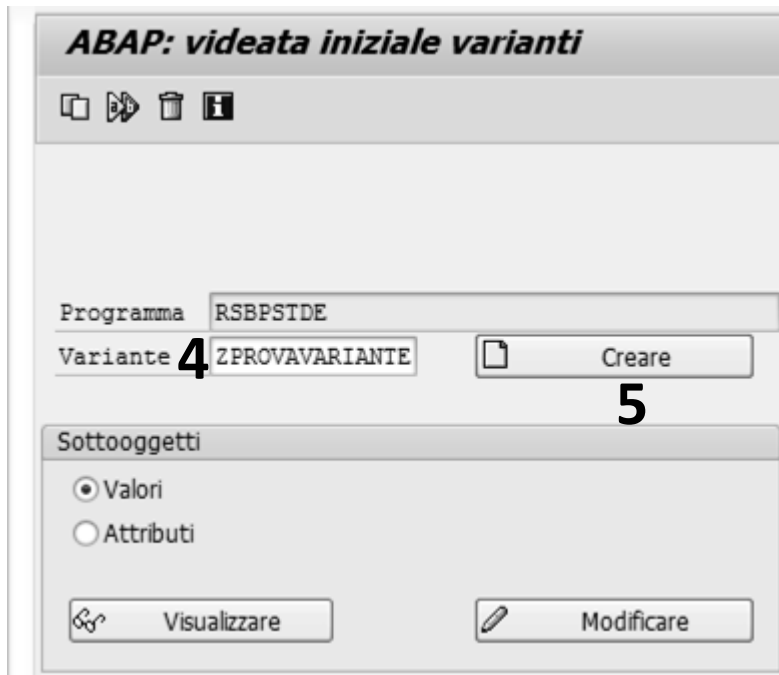 ABAP: videata iniziale varianti
Programma RSBPSTDE
Variante 4 ZPROVAVARIANTE Creare
5
Sottooggetti
Valori
Attributi
Visualizzare Modificare